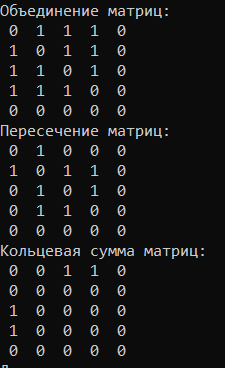 Объединение матриц:
0 1 1 1 0
1 0 1 1 0
1 1 0 1 0
1 1 1 0 0
0 0 0 0 0
Пересечение матриц:
0 1 0 0 0
1 0 1 1 0
0 1 0 1 0
0 1 1 0 0
0 0 0 0 0
Кольцевая сумма матриц:
0 0 1 1 0
0 0 0 0 0
1 0 0 0 0
1 0 0 0 0
0 0 0 0 0